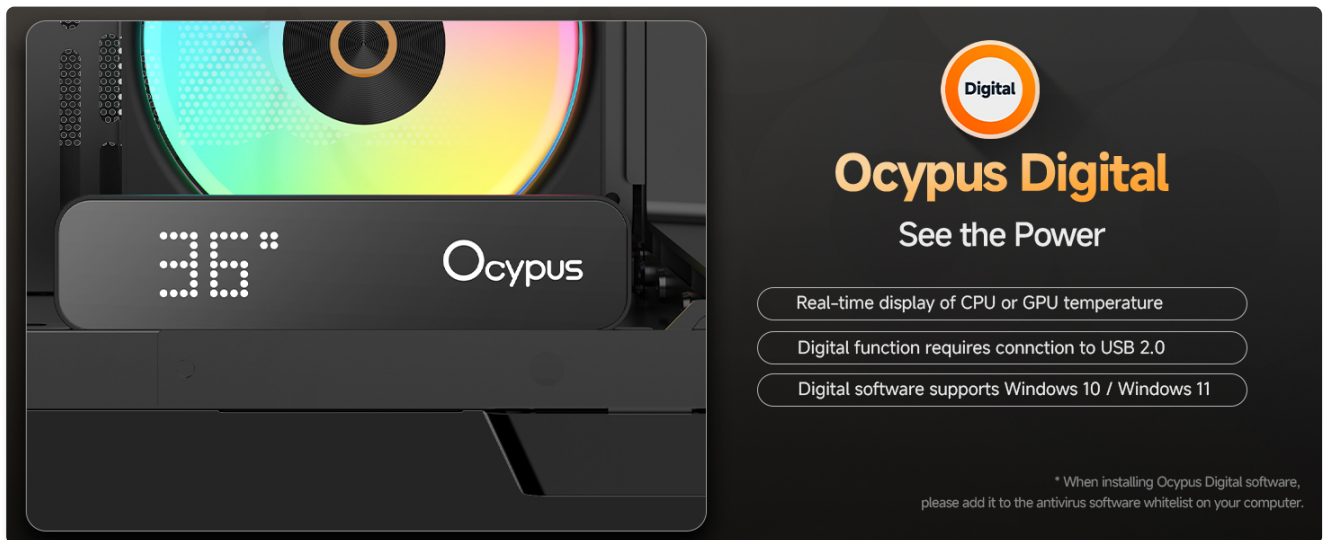 36°
Ocypus
Digital
Ocypus Digital
See the Power
Real-time display of CPU or GPU temperature
Digital function requires connction to USB 2.0
Digital software supports Windows 10 / Windows 11
* When installing Ocypus Digital software,
please add it to the antivirus software whitelist on your computer.